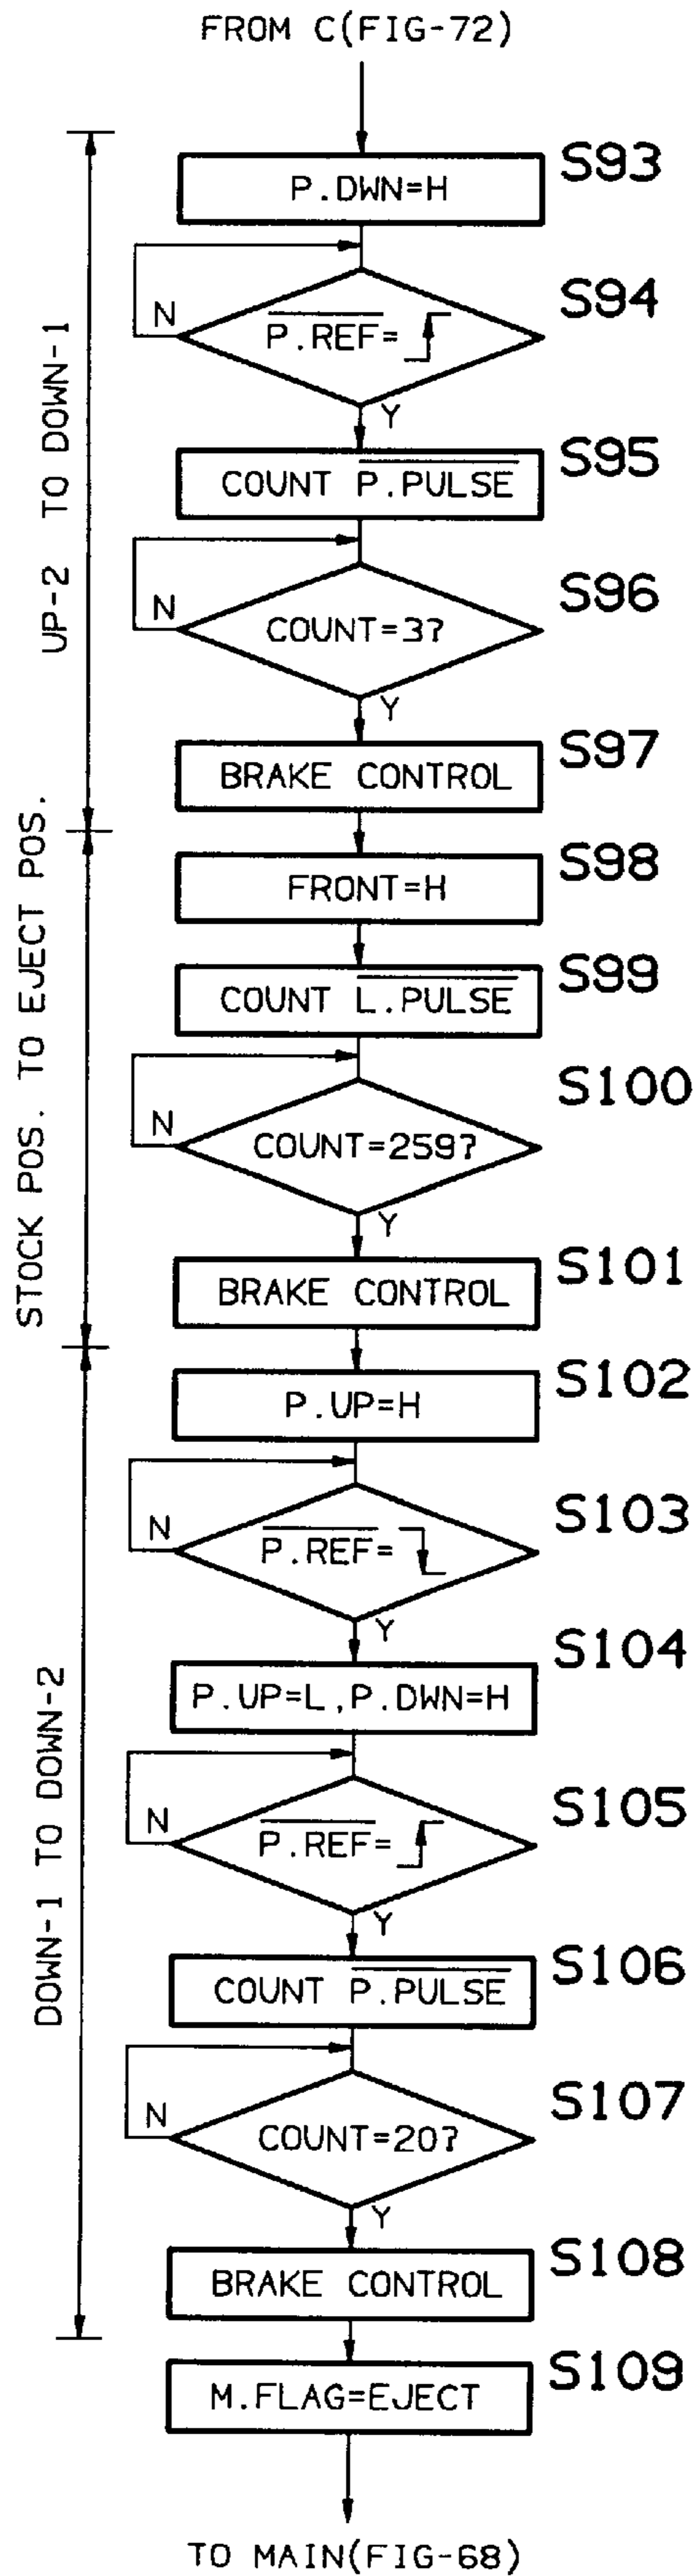 FROM C(FIG-72)
P.DWN=H
S93
P.REF=
S94
N
Y
COUNT P.PULSE
S95
COUNT=3?
S96
N
Y
BRAKE CONTROL
S97
UP-2 TO DOWN-1
FRONT=H
S98
COUNT L.PULSE
S99
COUNT=259?
S100
N
Y
BRAKE CONTROL
S101
STOCK POS. TO EJECT POS.
P.UP=H
S102
P.REF=
S103
N
Y
P.UP=L,P.DWN=H
S104
P.REF=
S105
N
Y
COUNT P.PULSE
S106
COUNT=20?
S107
N
Y
BRAKE CONTROL
S108
DOWN-1 TO DOWN-2
M.FLAG=EJECT
S109
TO MAIN(FIG-68)